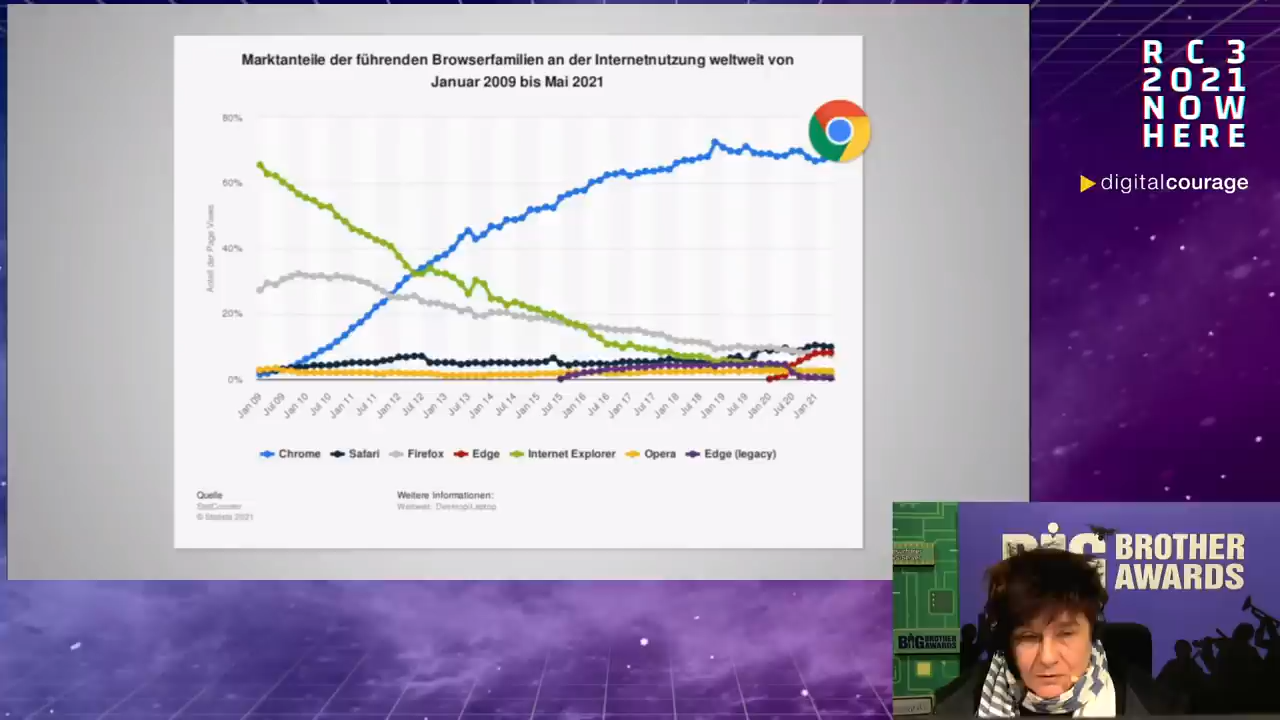 Marktanteile der führenden Browserfamilien an der Internetnutzung weltweit von
Januar 2009 bis Mai 2021
80%
60%
40%
20%
0%
Anteil der Page Views
Jan 09
Jul 09
Jan 10
Jul 10
Jan 11
Jul 11
Jan 12
Jul 12
Jan 13
Jul 13
Jan 14
Jul 14
Jan 15
Jul 15
Jan 16
Jul 16
Jan 17
Jul 17
Jan 18
Jul 18
Jan 19
Jul 19
Jan 20
Jul 20
Jan 21
Chrome Safari Firefox Edge Internet Explorer Opera Edge (legacy)
Quelle
StatCounter
© Statista 2021
Weitere Informationen:
Weltweit; Desktop/Laptop
R C 3
2021
NOW
HERE
digitalcourage
BIG BROTHER
AWARDS
BIG BROTHER
AWARDS